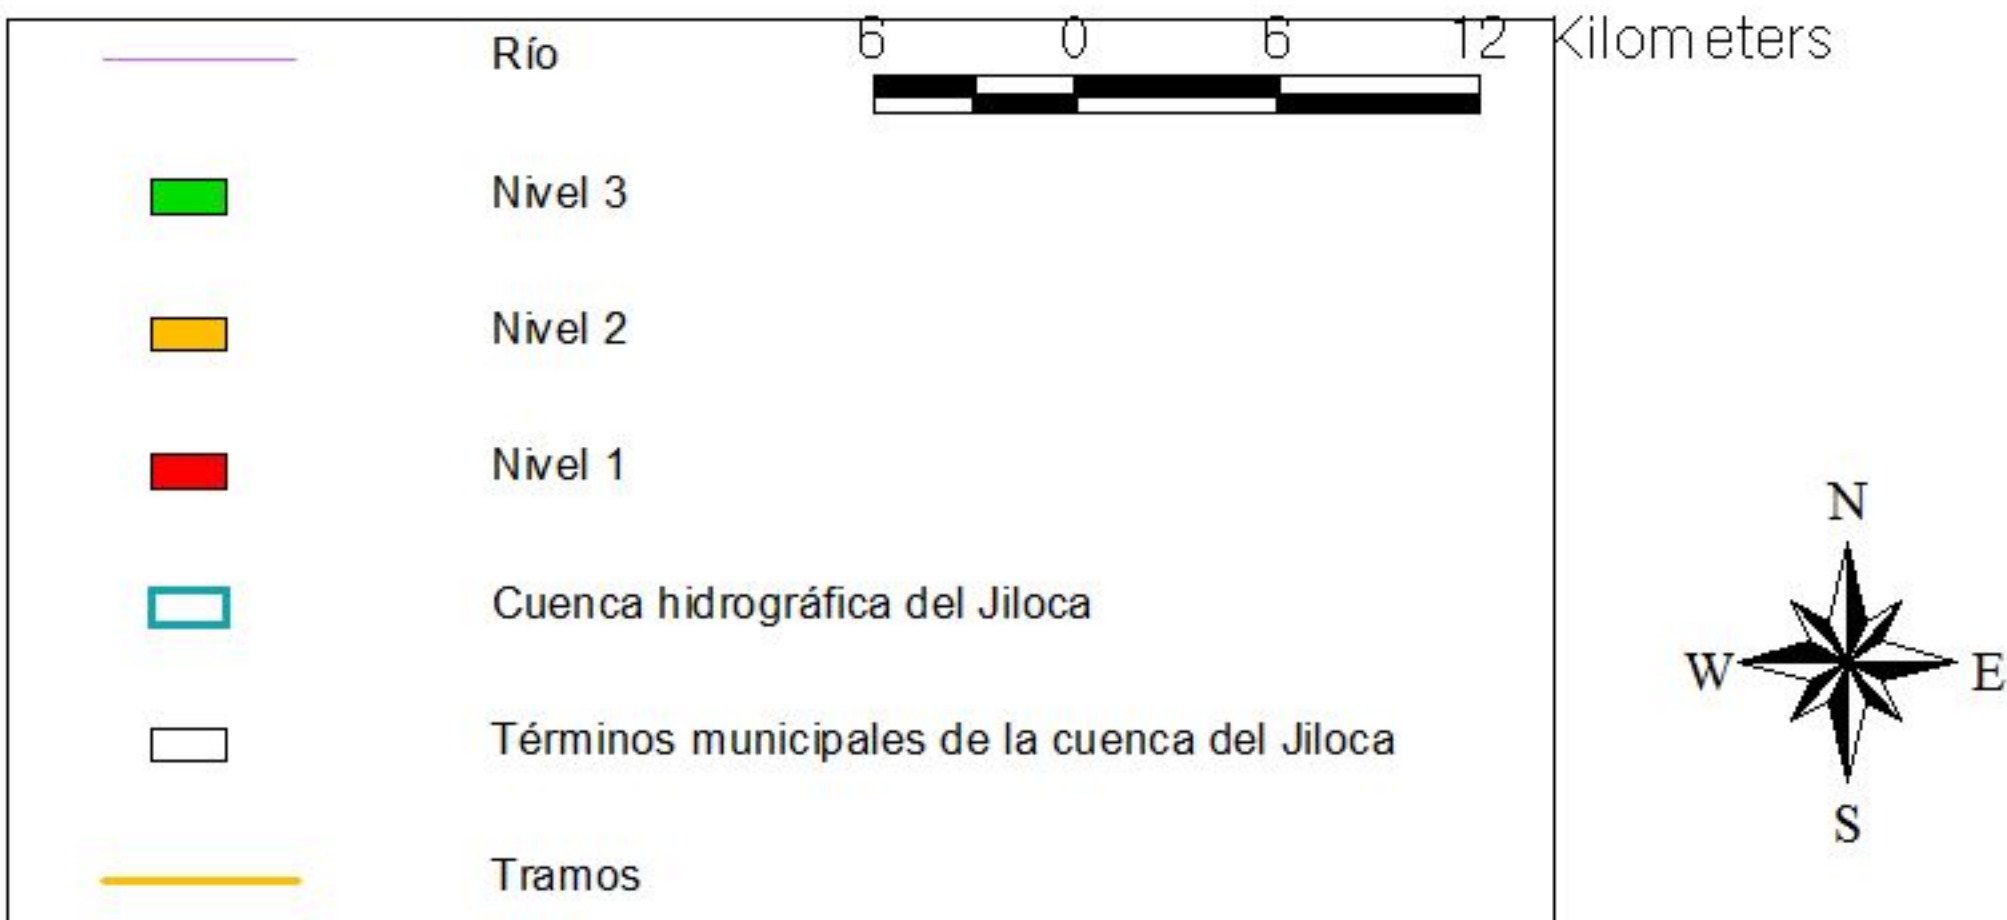 6 0 6 12 Kilometers
Río
Nivel 3
Nivel 2
Nivel 1
Cuenca hidrográfica del Jiloca
Términos municipales de la cuenca del Jiloca
Tramos
N
W E
S